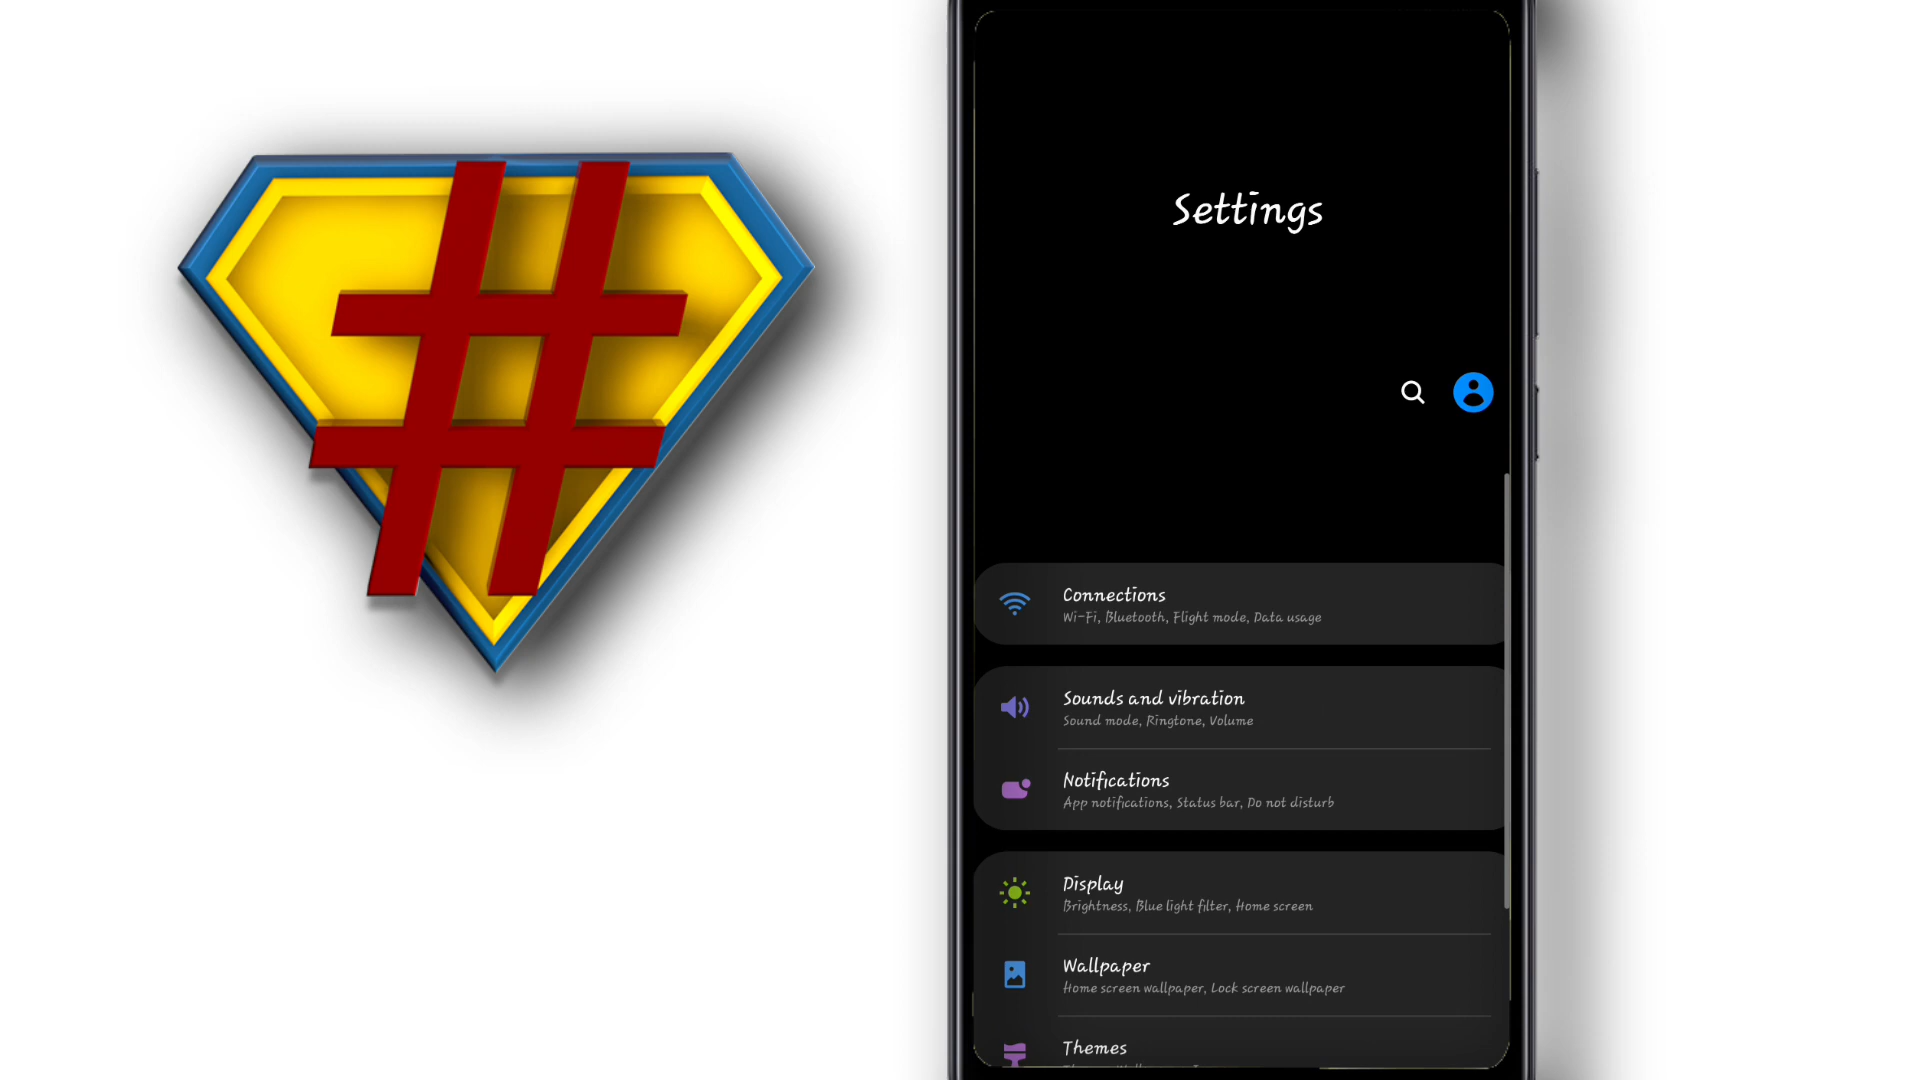 #
Settings
Connections
Wi-Fi, Bluetooth, Flight mode, Data usage
Sounds and vibration
Sound mode, Ringtone, Volume
Notifications
App notifications, Status bar, Do not disturb
Display
Brightness, Blue light filter, Home screen
Wallpaper
Home screen wallpaper, Lock screen wallpaper
Themes